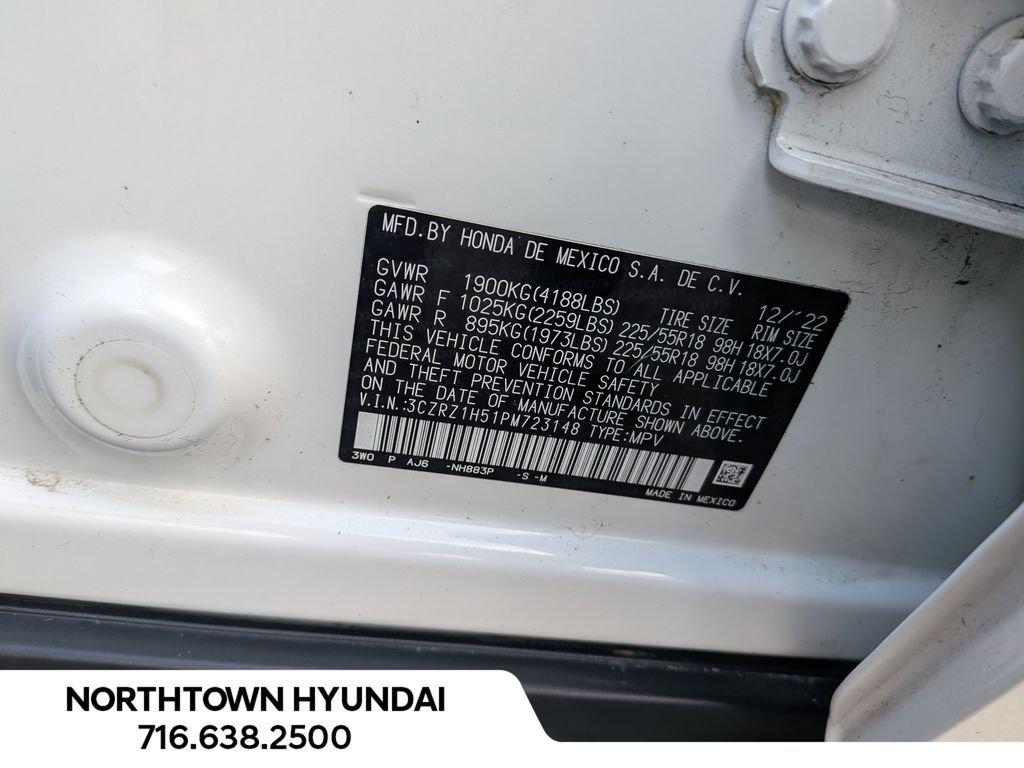 MFD.BY HONDA DE MEXICO S.A. DE C.V.
12/'22
GVWR 1900KG(4188LBS) TIRE SIZE RIM SIZE
GAWR F 1025KG(2259LBS) 225/55R18 98H 18X7.0J
GAWR R 895KG(1973LBS) 225/55R18 98H 18X7.0J
THIS VEHICLE CONFORMS TO ALL APPLICABLE
FEDERAL MOTOR VEHICLE SAFETY
AND THEFT PREVENTION STANDARDS IN EFFECT
ON THE DATE OF MANUFACTURE SHOWN ABOVE.
V.I.N.:3CZRZ1H51PM723148 TYPE:MPV
3W0 P AJ6 -NH883P -S -M
MADE IN MEXICO
NORTHTOWN HYUNDAI
716.638.2500